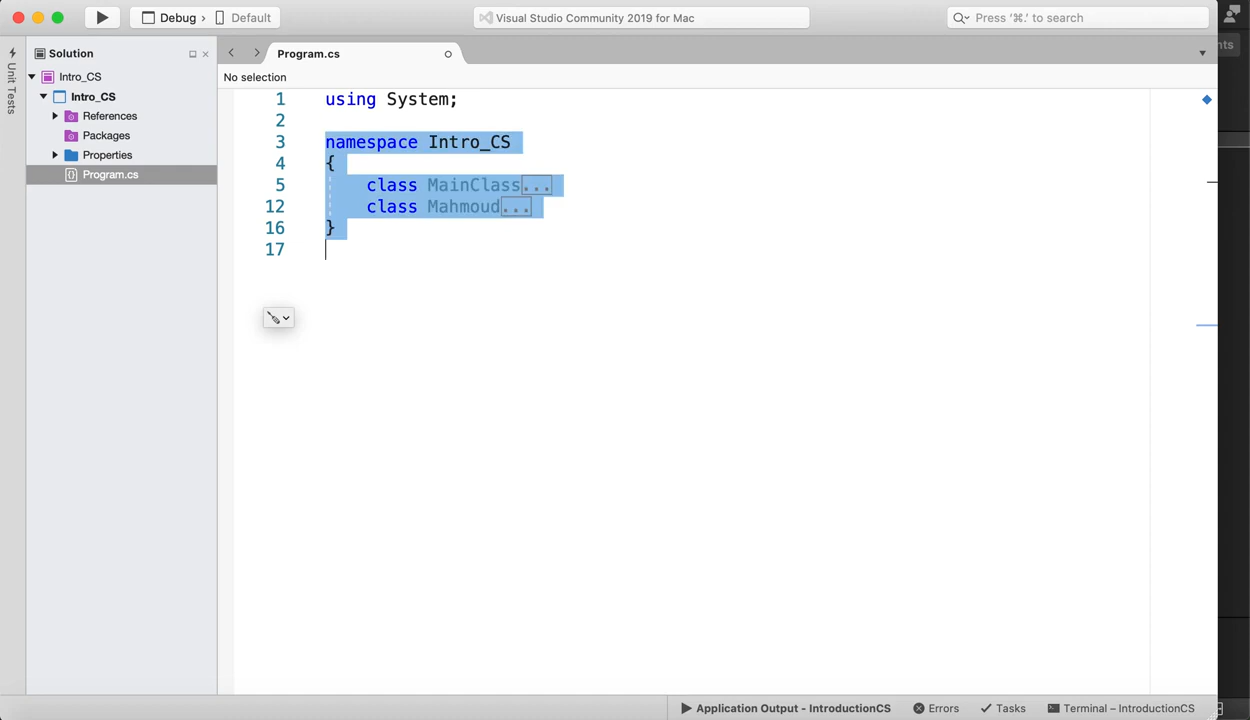 Debug › Default
Visual Studio Community 2019 for Mac
Press '⌘.' to search
Unit Tests
Solution
Intro_CS
Intro_CS
References
Packages
Properties
Program.cs
Program.cs
No selection
1 using System;
2
3 namespace Intro_CS
4 {
5 class MainClass...
12 class Mahmoud...
16 }
17
Application Output - IntroductionCS
Errors
Tasks
Terminal – IntroductionCS